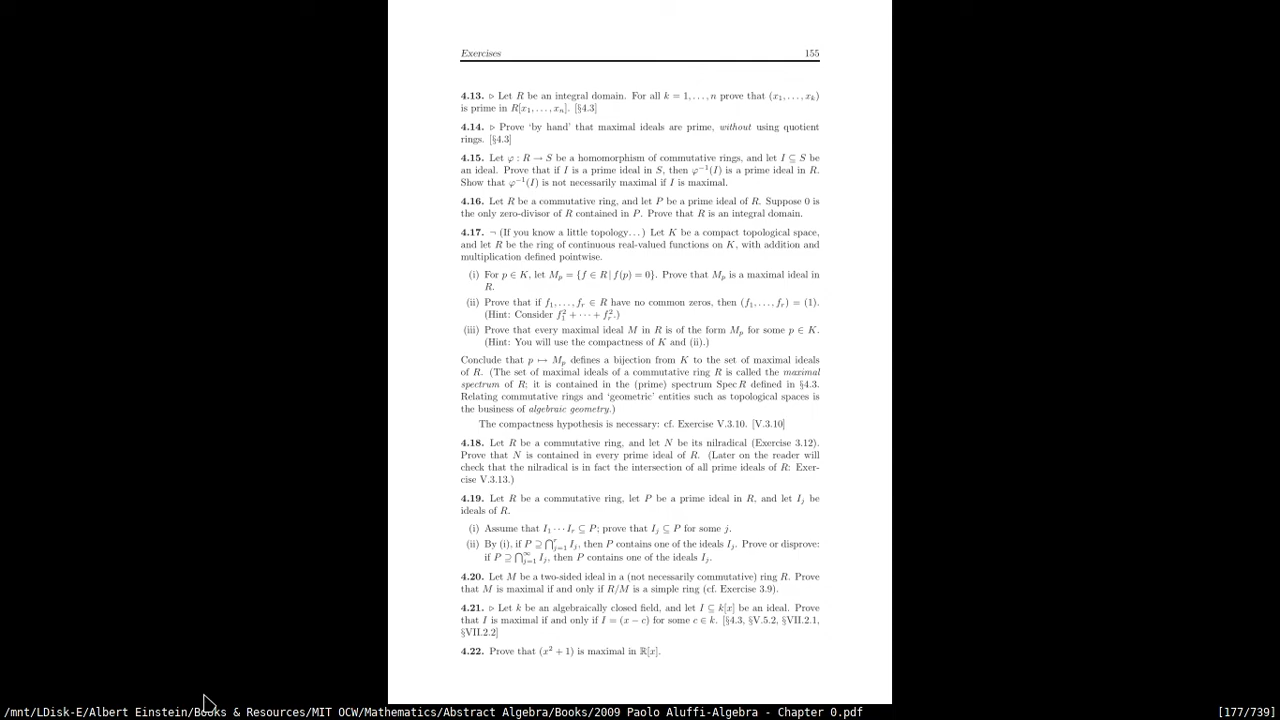 Exercises 155
4.13. ▷ Let R be an integral domain. For all k = 1, . . . , n prove that (x₁, . . . , xₖ)
is prime in R[x₁, . . . , xₙ]. [§4.3]
4.14. ▷ Prove ‘by hand’ that maximal ideals are prime, without using quotient
rings. [§4.3]
4.15. Let φ : R → S be a homomorphism of commutative rings, and let I ⊆ S be
an ideal. Prove that if I is a prime ideal in S, then φ⁻¹(I) is a prime ideal in R.
Show that φ⁻¹(I) is not necessarily maximal if I is maximal.
4.16. Let R be a commutative ring, and let P be a prime ideal of R. Suppose 0 is
the only zero-divisor of R contained in P. Prove that R is an integral domain.
4.17. ¬ (If you know a little topology. . . ) Let K be a compact topological space,
and let R be the ring of continuous real-valued functions on K, with addition and
multiplication defined pointwise.
(i) For p ∈ K, let Mₚ = {f ∈ R | f(p) = 0}. Prove that Mₚ is a maximal ideal in
R.
(ii) Prove that if f₁, . . . , fᵣ ∈ R have no common zeros, then (f₁, . . . , fᵣ) = (1).
(Hint: Consider f₁² + · · · + fᵣ².)
(iii) Prove that every maximal ideal M in R is of the form Mₚ for some p ∈ K.
(Hint: You will use the compactness of K and (ii).)
Conclude that p ↦ Mₚ defines a bijection from K to the set of maximal ideals
of R. (The set of maximal ideals of a commutative ring R is called the maximal
spectrum of R; it is contained in the (prime) spectrum Spec R defined in §4.3.
Relating commutative rings and ‘geometric’ entities such as topological spaces is
the business of algebraic geometry.)
The compactness hypothesis is necessary: cf. Exercise V.3.10. [V.3.10]
4.18. Let R be a commutative ring, and let N be its nilradical (Exercise 3.12).
Prove that N is contained in every prime ideal of R. (Later on the reader will
check that the nilradical is in fact the intersection of all prime ideals of R: Exer-
cise V.3.13.)
4.19. Let R be a commutative ring, let P be a prime ideal in R, and let Iⱼ be
ideals of R.
(i) Assume that I₁ · · · Iᵣ ⊆ P; prove that Iⱼ ⊆ P for some j.
(ii) By (i), if P ⊇ ⋂ʳⱼ₌₁ Iⱼ, then P contains one of the ideals Iⱼ. Prove or disprove:
if P ⊇ ⋂^∞ⱼ₌₁ Iⱼ, then P contains one of the ideals Iⱼ.
4.20. Let M be a two-sided ideal in a (not necessarily commutative) ring R. Prove
that M is maximal if and only if R/M is a simple ring (cf. Exercise 3.9).
4.21. ▷ Let k be an algebraically closed field, and let I ⊆ k[x] be an ideal. Prove
that I is maximal if and only if I = (x − c) for some c ∈ k. [§4.3, §V.5.2, §VII.2.1,
§VII.2.2]
4.22. Prove that (x² + 1) is maximal in ℝ[x].
/mnt/LDisk-E/Albert Einstein/Books & Resources/MIT OCW/Mathematics/Abstract Algebra/Books/2009 Paolo Aluffi-Algebra - Chapter 0.pdf [177/739]